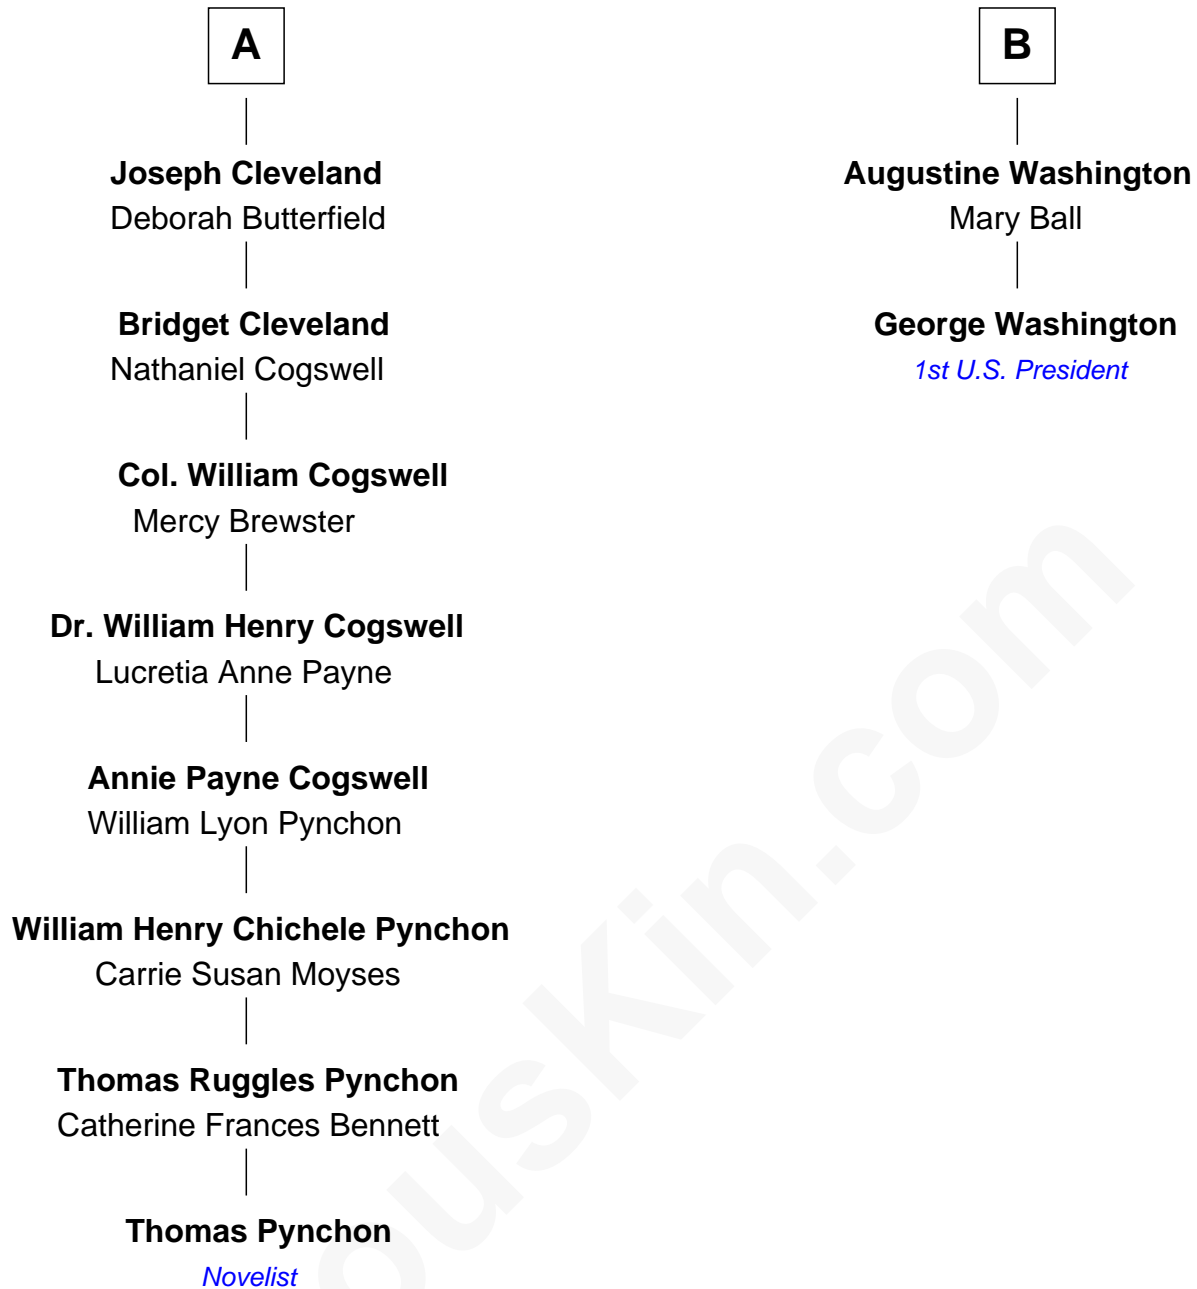 A
Joseph Cleveland
Deborah Butterfield
Bridget Cleveland
Nathaniel Cogswell
Col. William Cogswell
Mercy Brewster
Dr. William Henry Cogswell
Lucretia Anne Payne
Annie Payne Cogswell
William Lyon Pynchon
William Henry Chichele Pynchon
Carrie Susan Moyses
Thomas Ruggles Pynchon
Catherine Frances Bennett
Thomas Pynchon
Novelist
B
Augustine Washington
Mary Ball
George Washington
1st U.S. President
ousKin.com